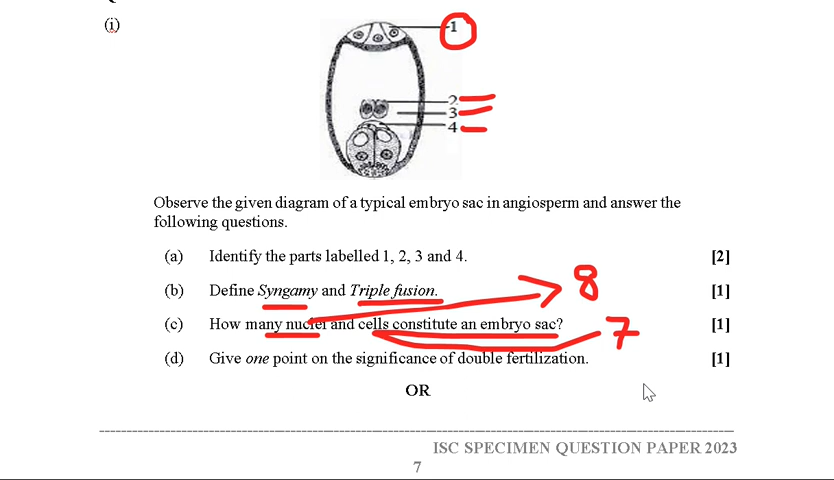 (i)
1
2
3
4
Observe the given diagram of a typical embryo sac in angiosperm and answer the
following questions.
(a) Identify the parts labelled 1, 2, 3 and 4. [2]
(b) Define Syngamy and Triple fusion. [1]
8
(c) How many nuclei and cells constitute an embryo sac? [1]
7
(d) Give one point on the significance of double fertilization. [1]
OR
ISC SPECIMEN QUESTION PAPER 2023
7